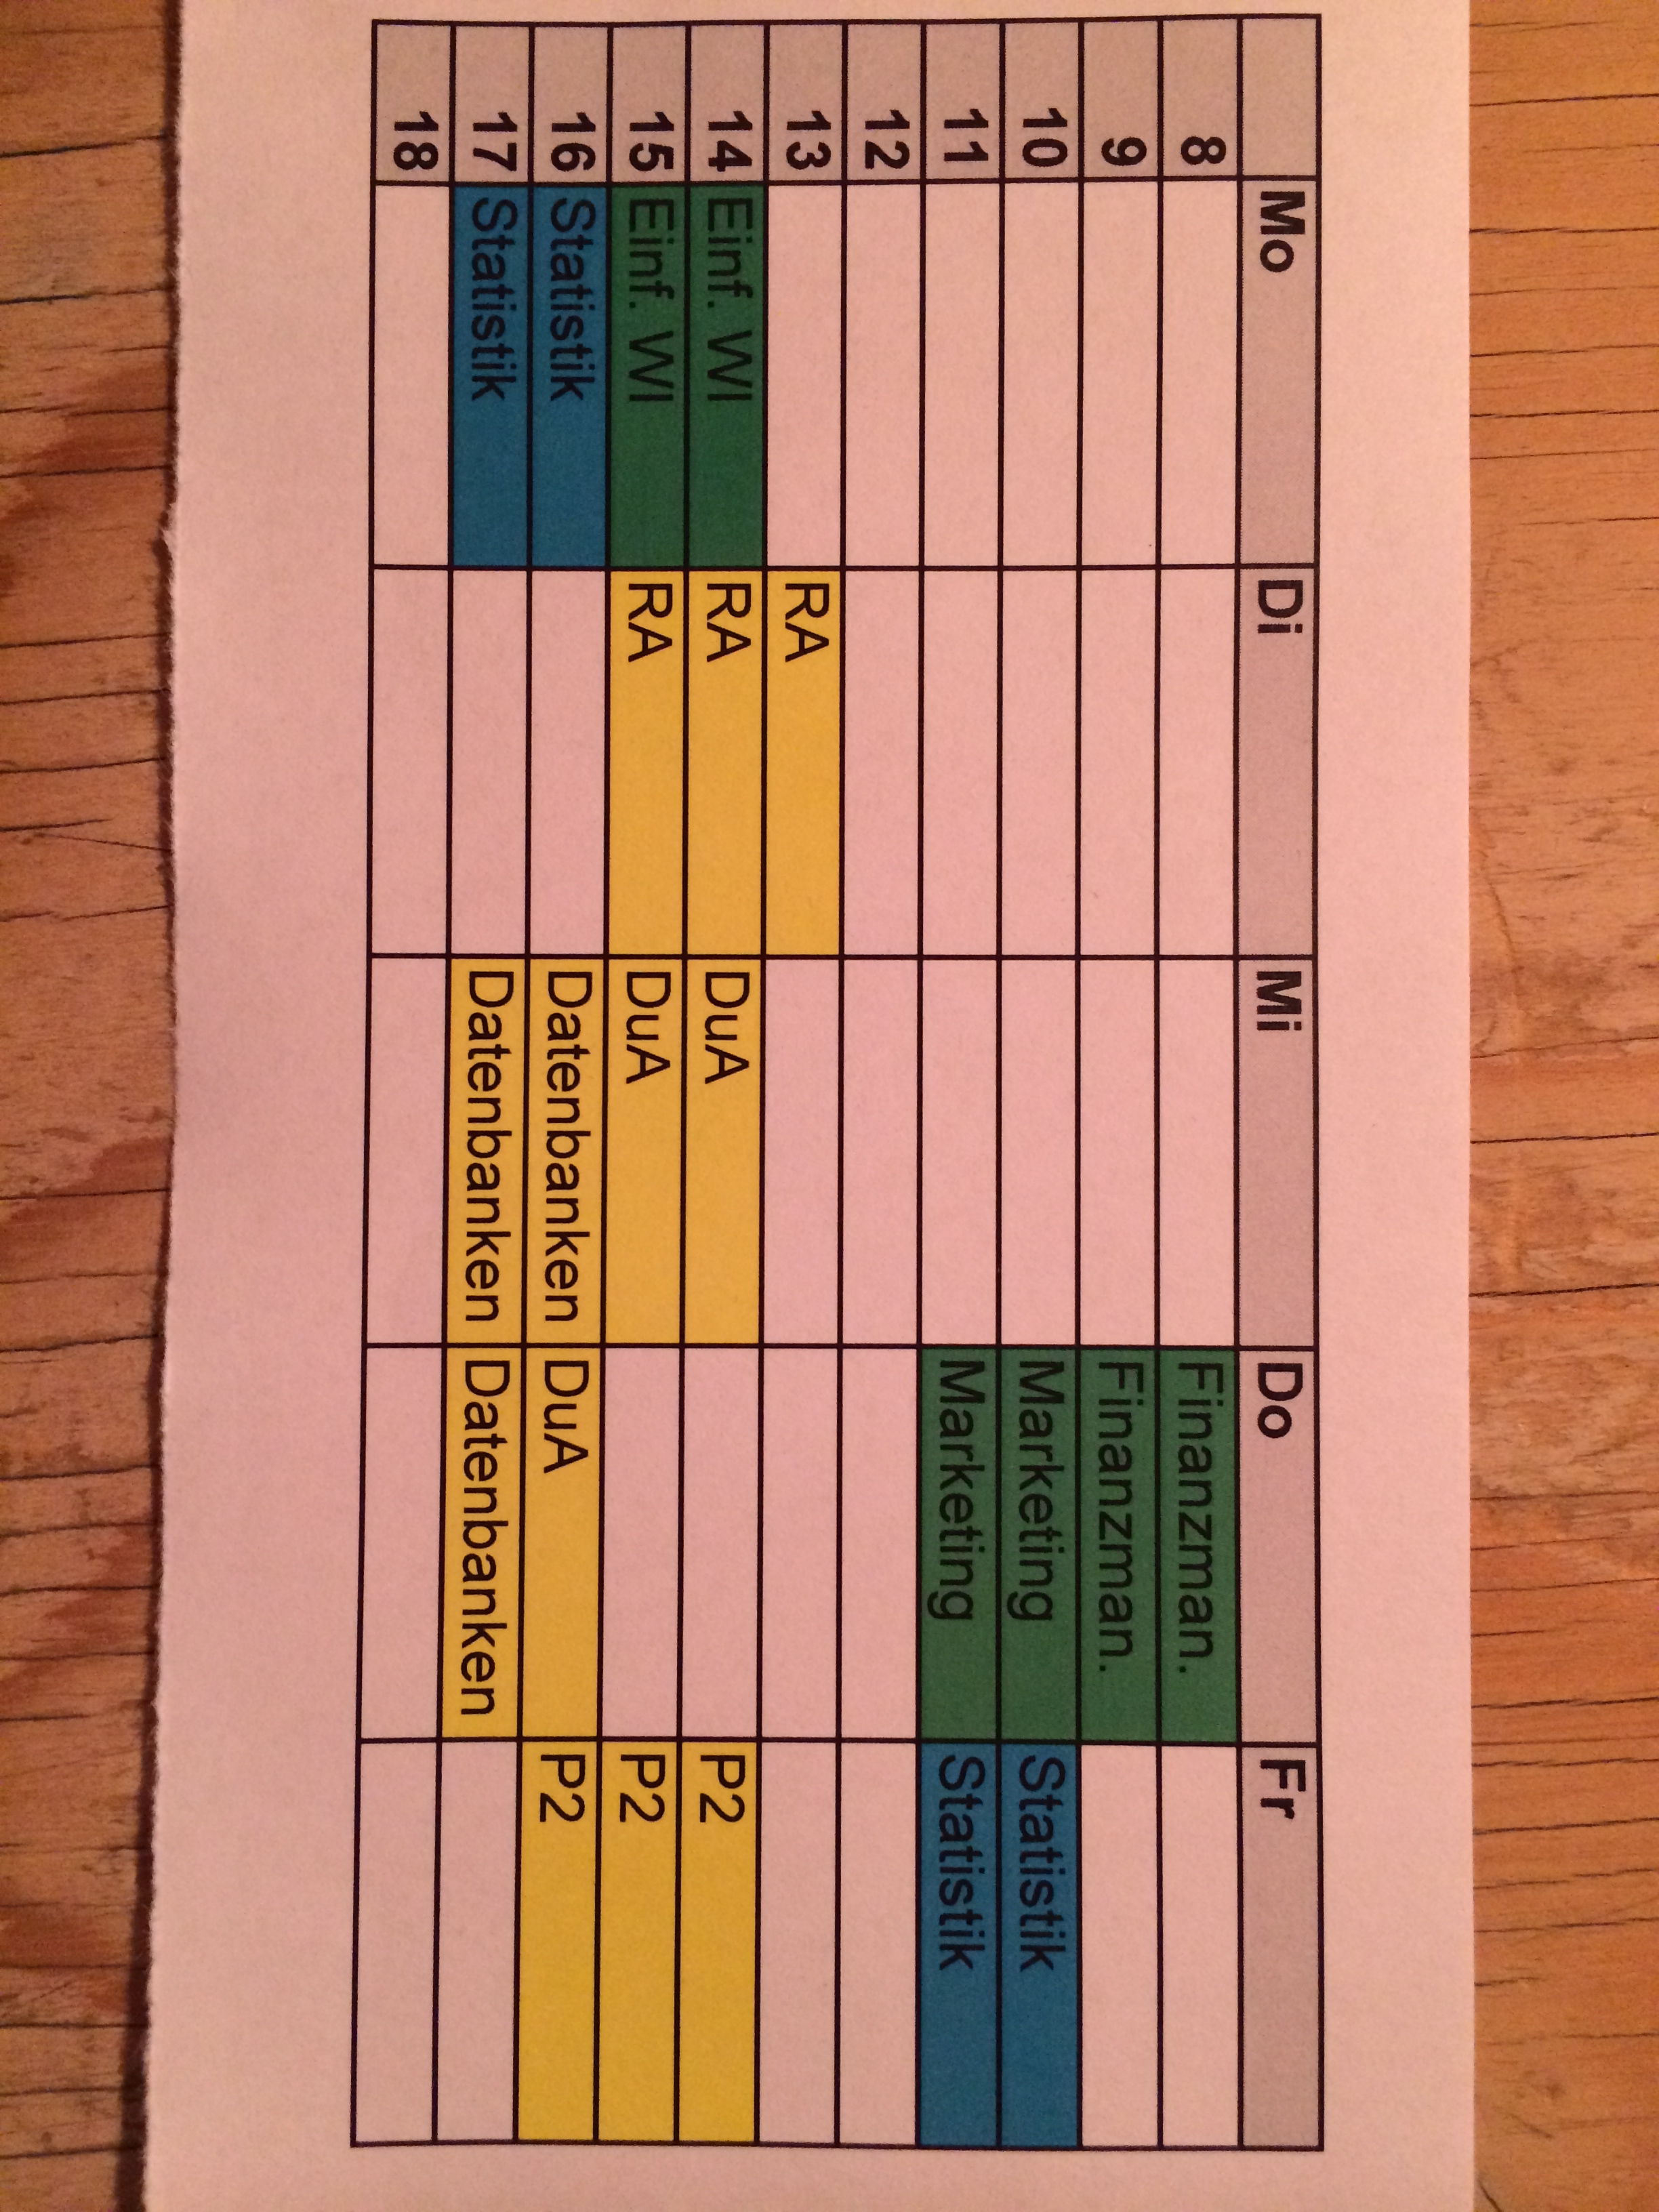 Mo Di Mi Do Fr
8 Finanzman.
9 Finanzman.
10 Marketing Statistik
11 Marketing Statistik
12
13 RA
14 Einf. WI RA DuA P2
15 Einf. WI RA DuA P2
16 Statistik Datenbanken DuA P2
17 Statistik Datenbanken Datenbanken
18